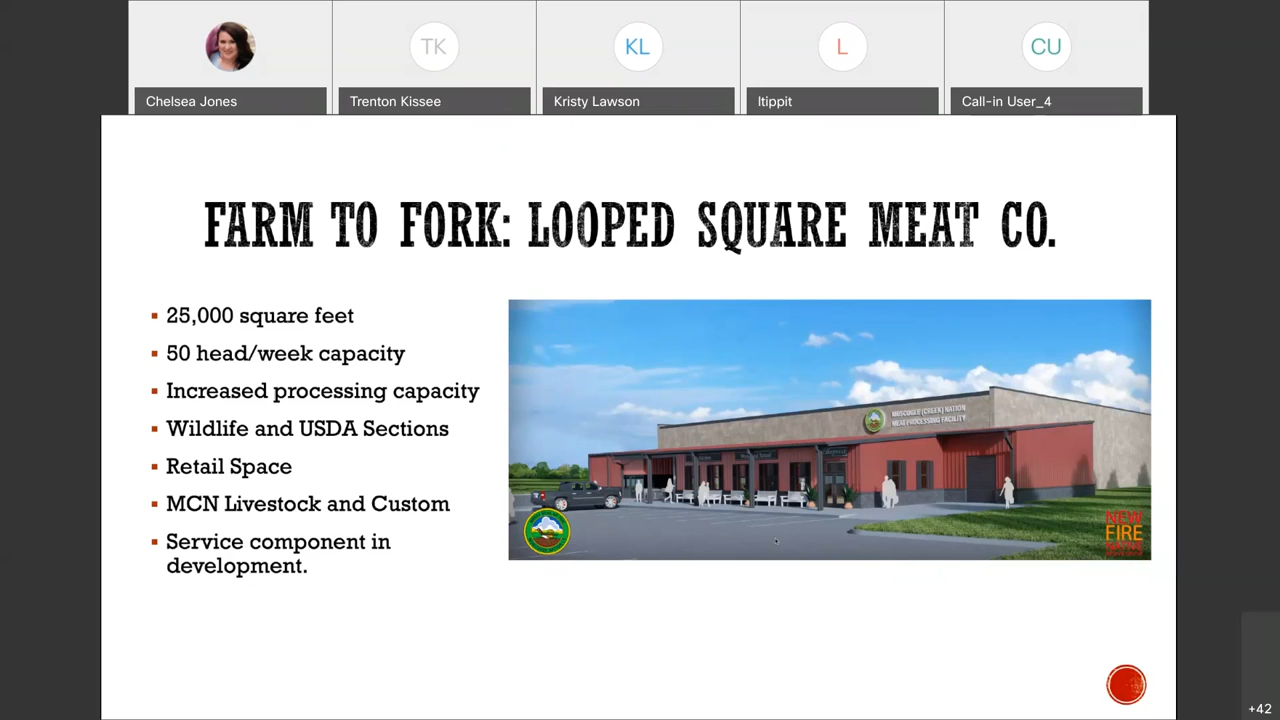 TK
KL
L
CU
Chelsea Jones
Trenton Kissee
Kristy Lawson
ltippit
Call-in User_4
FARM TO FORK: LOOPED SQUARE MEAT CO.
25,000 square feet
50 head/week capacity
Increased processing capacity
Wildlife and USDA Sections
Retail Space
MCN Livestock and Custom
Service component in
development.
MUSCOGEE (CREEK) NATION
MEAT PROCESSING FACILITY
NEW
FIRE
NATIVE
+42